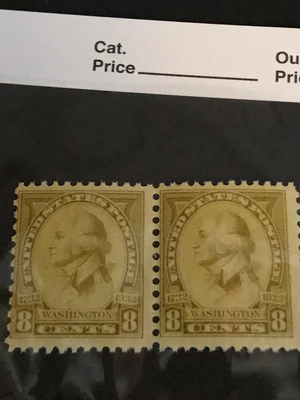 Cat.
Price
Ou
Pri
UNITED STATES POSTAGE
1732 1932
WASHINGTON
8 CENTS 8
UNITED STATES POSTAGE
1732 1932
WASHINGTON
8 CENTS 8